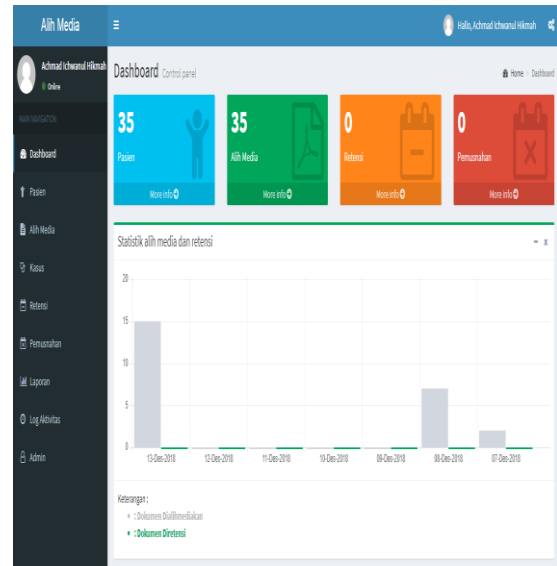 Alih Media
Hallo, Achmad Ichwanul Hikmah
Achmad Ichwanul Hikmah
Online
MAIN NAVIGATION
Dashboard
Pasien
Alih Media
Kasus
Retensi
Pemusnahan
Laporan
Log Aktivitas
Admin
Dashboard Control panel
Home > Dashboard
35
Pasien
More info
35
Alih Media
More info
0
Retensi
More info
0
Pemusnahan
More info
Statistik alih media dan retensi
20
15
10
5
0
13-Des-2018 12-Des-2018 11-Des-2018 10-Des-2018 09-Des-2018 08-Des-2018 07-Des-2018
Keterangan :
: Dokumen Dialihmediakan
: Dokumen Diretensi